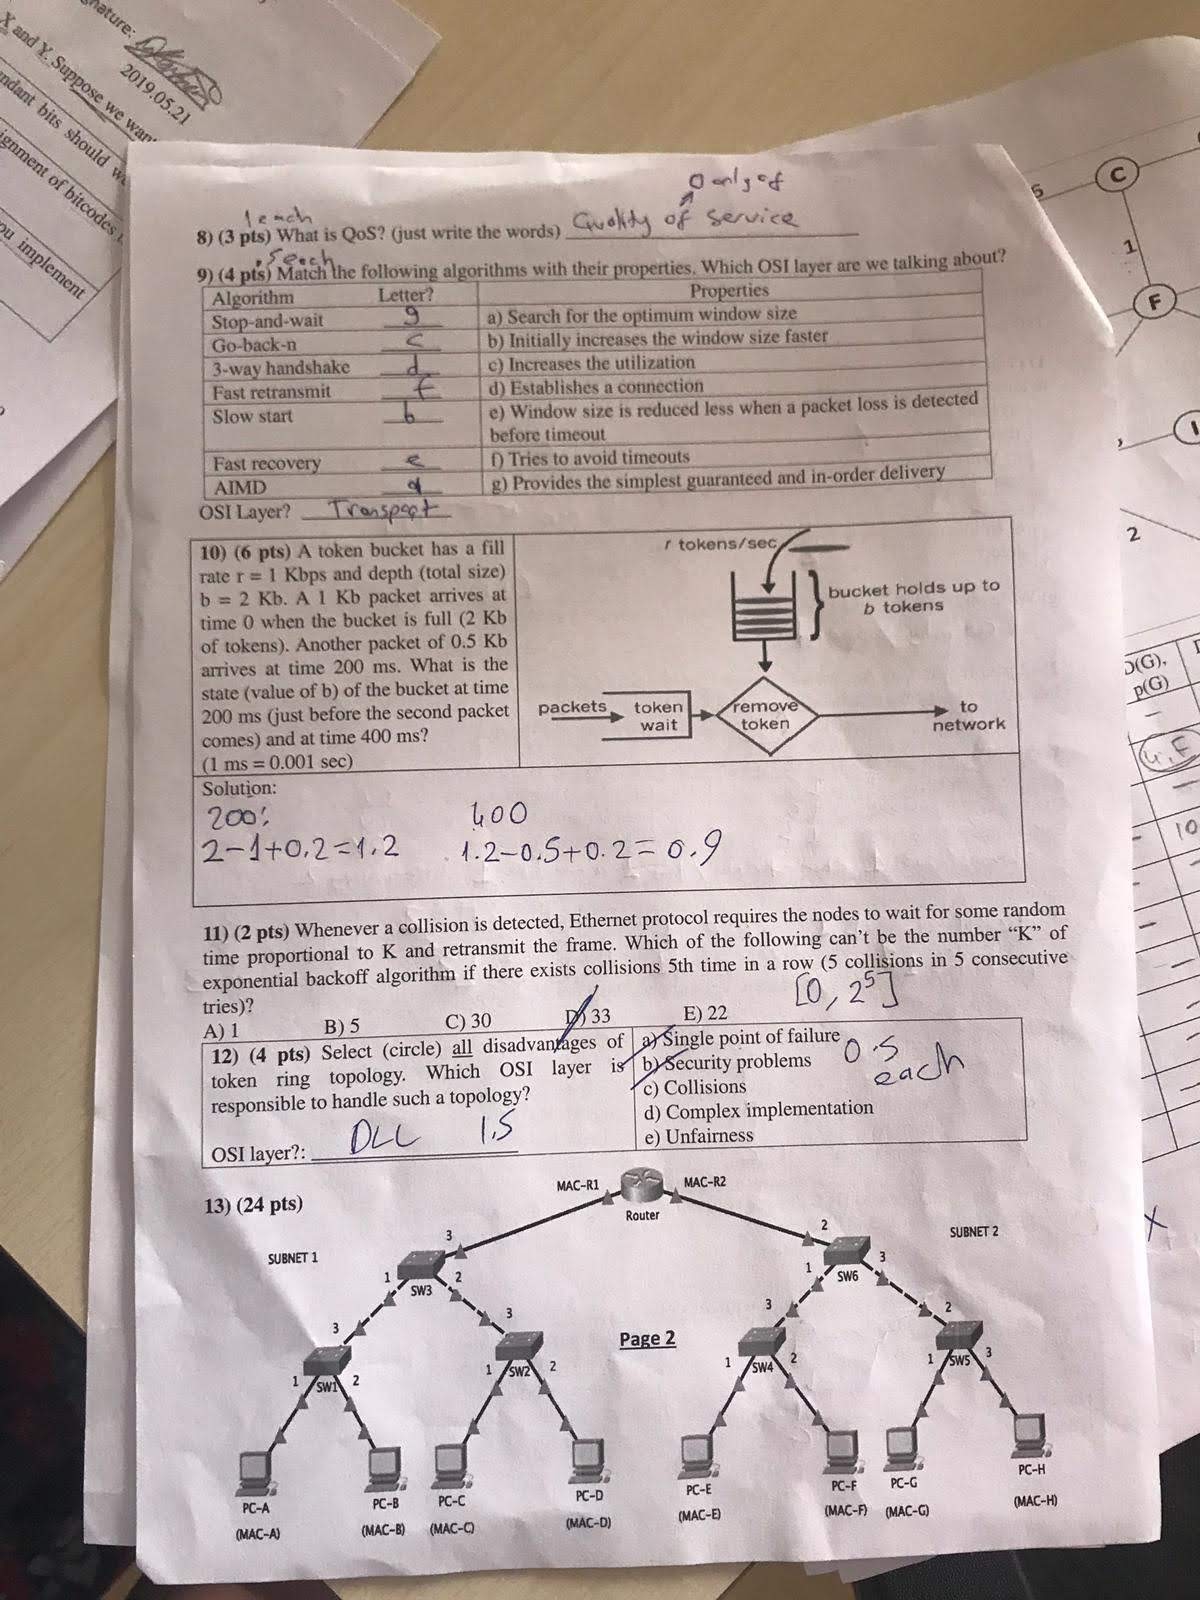 nature:
2019.05.21
X and Y. Suppose we want
ndant bits should
ignment of bitcodes
ou implement
0 only of
1 each
8) (3 pts) What is QoS? (just write the words) Quality of service
.5 each
9) (4 pts) Match the following algorithms with their properties. Which OSI layer are we talking about?
Algorithm Letter? Properties
Stop-and-wait g a) Search for the optimum window size
Go-back-n c b) Initially increases the window size faster
3-way handshake d c) Increases the utilization
Fast retransmit f d) Establishes a connection
Slow start b e) Window size is reduced less when a packet loss is detected
before timeout
Fast recovery e f) Tries to avoid timeouts
AIMD a g) Provides the simplest guaranteed and in-order delivery
OSI Layer? Transport
10) (6 pts) A token bucket has a fill
rate r = 1 Kbps and depth (total size)
b = 2 Kb. A 1 Kb packet arrives at
time 0 when the bucket is full (2 Kb
of tokens). Another packet of 0.5 Kb
arrives at time 200 ms. What is the
state (value of b) of the bucket at time
200 ms (just before the second packet
comes) and at time 400 ms?
(1 ms = 0.001 sec)
r tokens/sec
bucket holds up to
b tokens
packets token wait
remove token
to network
Solution:
200: 400
2-1+0.2=1.2 1.2-0.5+0.2=0.9
11) (2 pts) Whenever a collision is detected, Ethernet protocol requires the nodes to wait for some random
time proportional to K and retransmit the frame. Which of the following can't be the number “K” of
exponential backoff algorithm if there exists collisions 5th time in a row (5 collisions in 5 consecutive
tries)? [0, 2⁵]
A) 1 B) 5 C) 30 D) 33 E) 22
12) (4 pts) Select (circle) all disadvantages of
token ring topology. Which OSI layer is
responsible to handle such a topology?
OSI layer?: DLL 1.5
a) Single point of failure
b) Security problems
c) Collisions
d) Complex implementation
e) Unfairness
0.5
each
13) (24 pts)
MAC-R1 MAC-R2
Router
SUBNET 1 SUBNET 2
3 2
1 SW3 2 1 SW6 3
3 3 3 2
Page 2
1 SW1 2 1 SW2 2 1 SW4 2 1 SW5 3
PC-A PC-B PC-C PC-D PC-E PC-F PC-G PC-H
(MAC-A) (MAC-B) (MAC-C) (MAC-D) (MAC-E) (MAC-F) (MAC-G) (MAC-H)
5
C
1
F
2
D(G),
p(G)
10
X